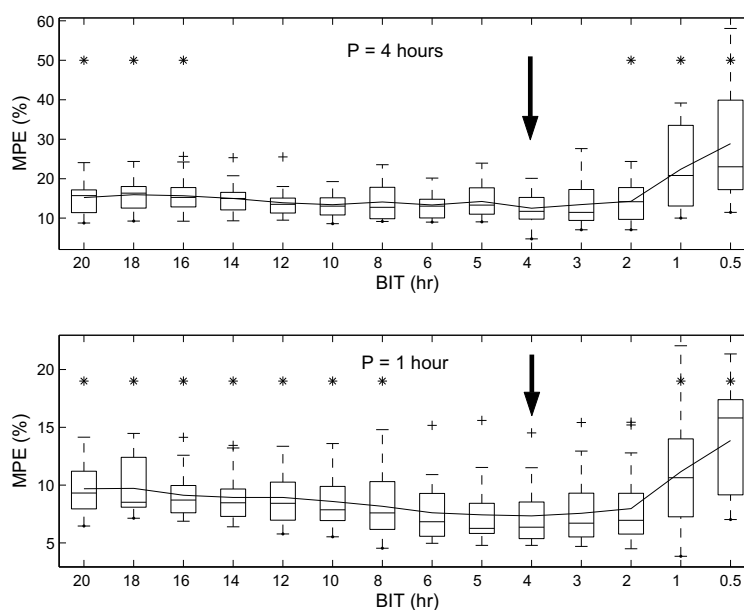 60
50
40
30
20
10
MPE (%)
P = 4 hours
* * * * * *
+ + + +
20 18 16 14 12 10 8 6 5 4 3 2 1 0.5
BIT (hr)
20
15
10
5
MPE (%)
P = 1 hour
* * * * * * * * *
20 18 16 14 12 10 8 6 5 4 3 2 1 0.5
BIT (hr)